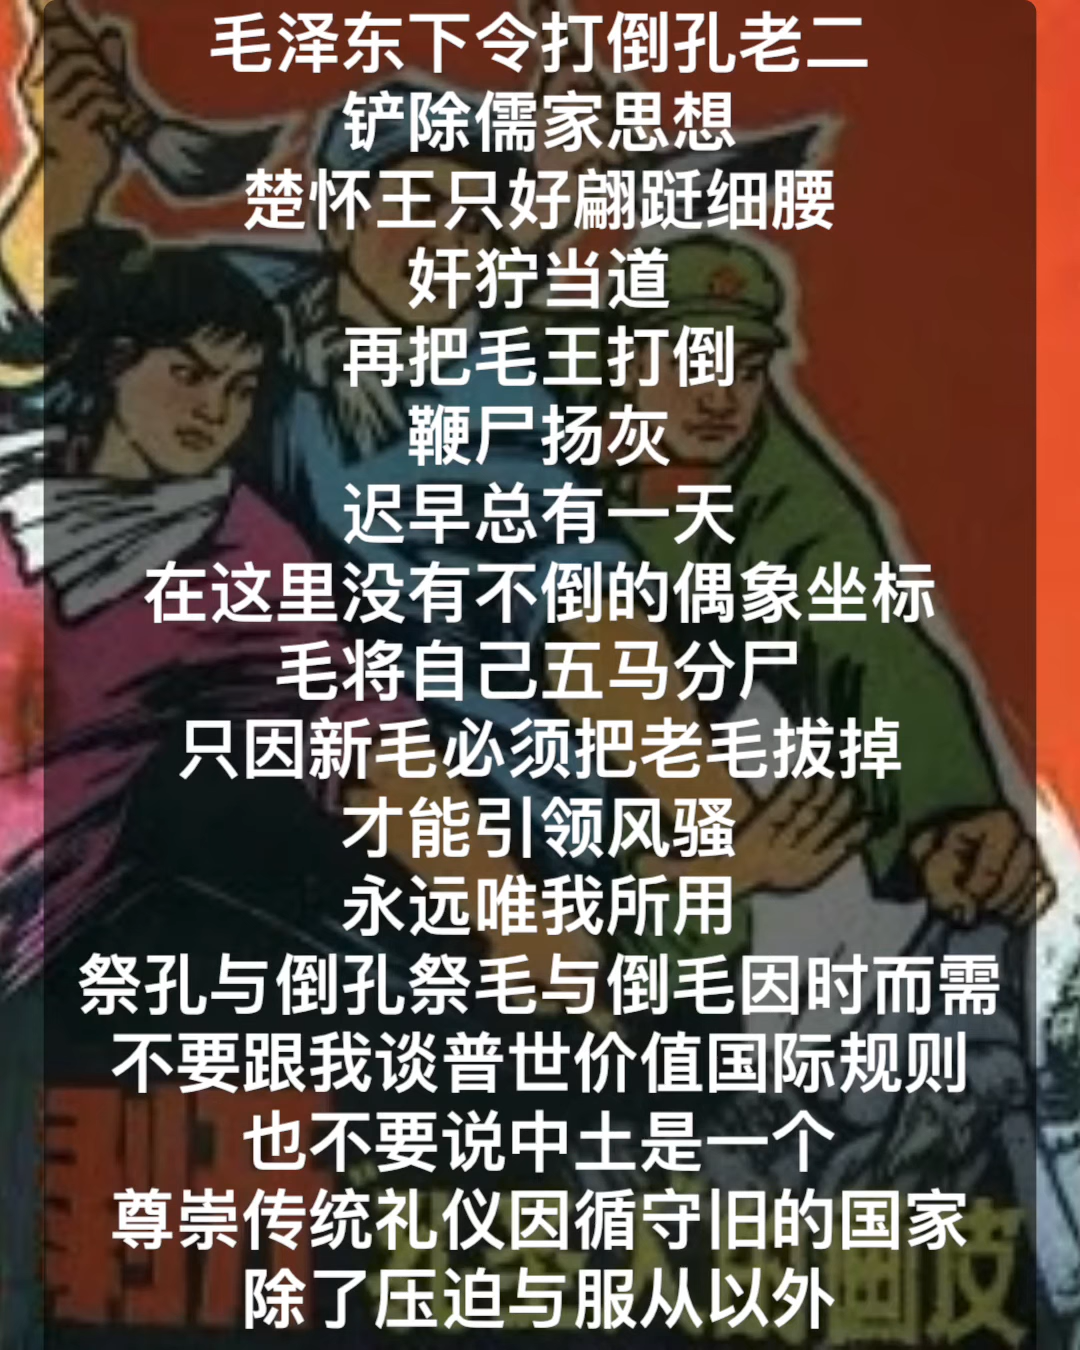 毛泽东下令打倒孔老二
铲除儒家思想
楚怀王只好翩跹细腰
奸狞当道
再把毛王打倒
鞭尸扬灰
迟早总有一天
在这里没有不倒的偶象坐标
毛将自己五马分尸
只因新毛必须把老毛拔掉
才能引领风骚
永远唯我所用
祭孔与倒孔祭毛与倒毛因时而需
不要跟我谈普世价值国际规则
也不要说中土是一个
尊崇传统礼仪因循守旧的国家
除了压迫与服从以外